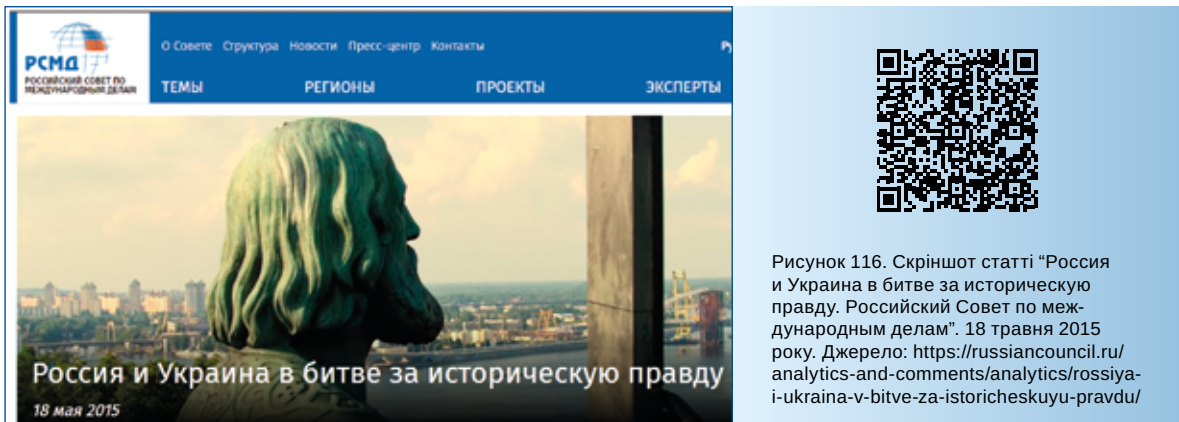 РСМД
РОССИЙСКИЙ СОВЕТ ПО
МЕЖДУНАРОДНЫМ ДЕЛАМ
О Совете Структура Новости Пресс-центр Контакты
ТЕМЫ РЕГИОНЫ ПРОЕКТЫ ЭКСПЕРТЫ
Россия и Украина в битве за историческую правду
18 мая 2015
Рисунок 116. Скріншот статті “Россия
и Украина в битве за историческую
правду. Российский Совет по меж-
дународным делам”. 18 травня 2015
року. Джерело: https://russiancouncil.ru/
analytics-and-comments/analytics/rossiya-
i-ukraina-v-bitve-za-istoricheskuyu-pravdu/